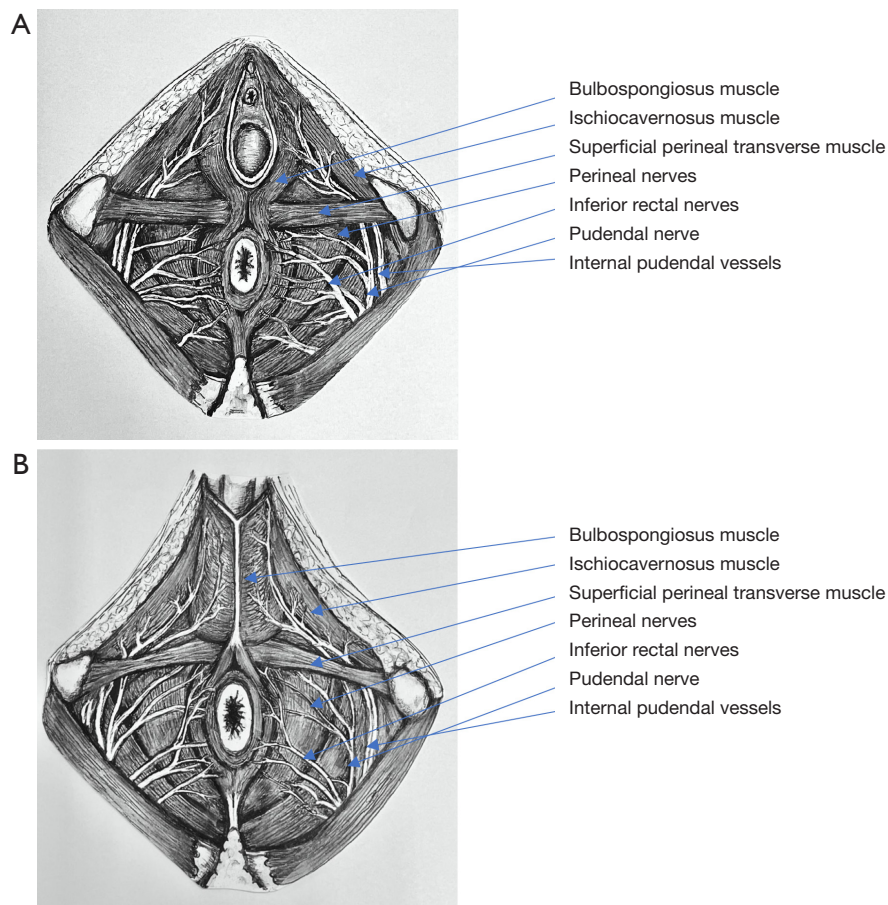 A
Bulbospongiosus muscle
Ischiocavernosus muscle
Superficial perineal transverse muscle
Perineal nerves
Inferior rectal nerves
Pudendal nerve
Internal pudendal vessels
B
Bulbospongiosus muscle
Ischiocavernosus muscle
Superficial perineal transverse muscle
Perineal nerves
Inferior rectal nerves
Pudendal nerve
Internal pudendal vessels